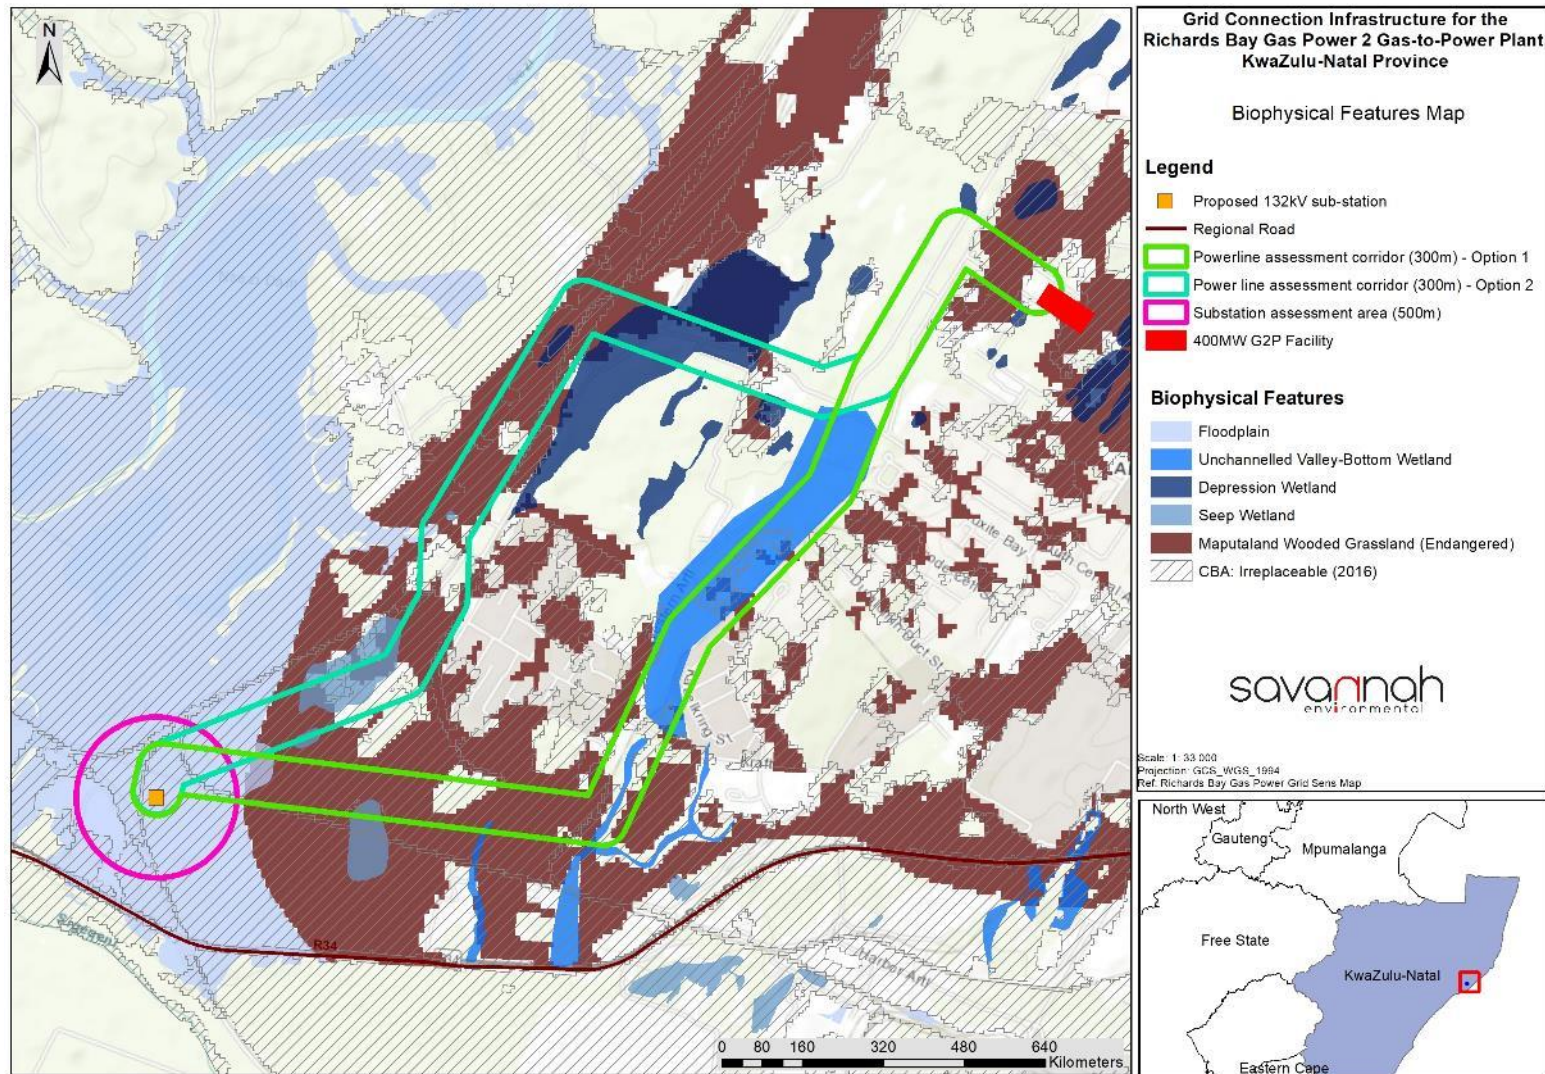 N
R34
Harbor Artl
Kraft
0 80 160 320 480 640
Kilometers
Grid Connection Infrastructure for the
Richards Bay Gas Power 2 Gas-to-Power Plant
KwaZulu-Natal Province
Biophysical Features Map
Legend
Proposed 132kV sub-station
Regional Road
Powerline assessment corridor (300m) - Option 1
Power line assessment corridor (300m) - Option 2
Substation assessment area (500m)
400MW G2P Facility
Biophysical Features
Floodplain
Unchannelled Valley-Bottom Wetland
Depression Wetland
Seep Wetland
Maputaland Wooded Grassland (Endangered)
CBA: Irreplaceable (2016)
savannah
environmental
Scale: 1: 33 000
Projection: GCS_WGS_1994
Ref: Richards Bay Gas Power Grid Sens Map
North West
Gauteng
Mpumalanga
Free State
KwaZulu-Natal
Eastern Cape